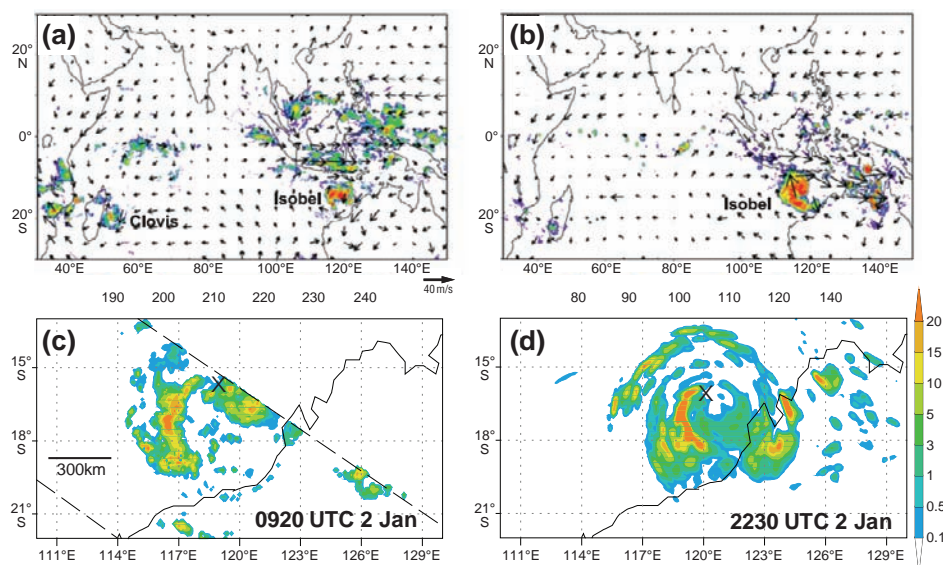 (a)
(b)
20°
N
0°
20°
S
Clovis
Isobel
40°E 60°E 80°E 100°E 120°E 140°E
40 m/s
20°
N
0°
20°
S
Isobel
40°E 60°E 80°E 100°E 120°E 140°E
190 200 210 220 230 240
80 90 100 110 120 140
(c)
15°
S
18°
S
21°
S
X
300km
0920 UTC 2 Jan
111°E 114°E 117°E 120°E 123°E 126°E 129°E
(d)
15°
S
18°
S
21°
S
X
2230 UTC 2 Jan
111°E 114°E 117°E 120°E 123°E 126°E 129°E
20
15
10
5
3
1
0.5
0.1